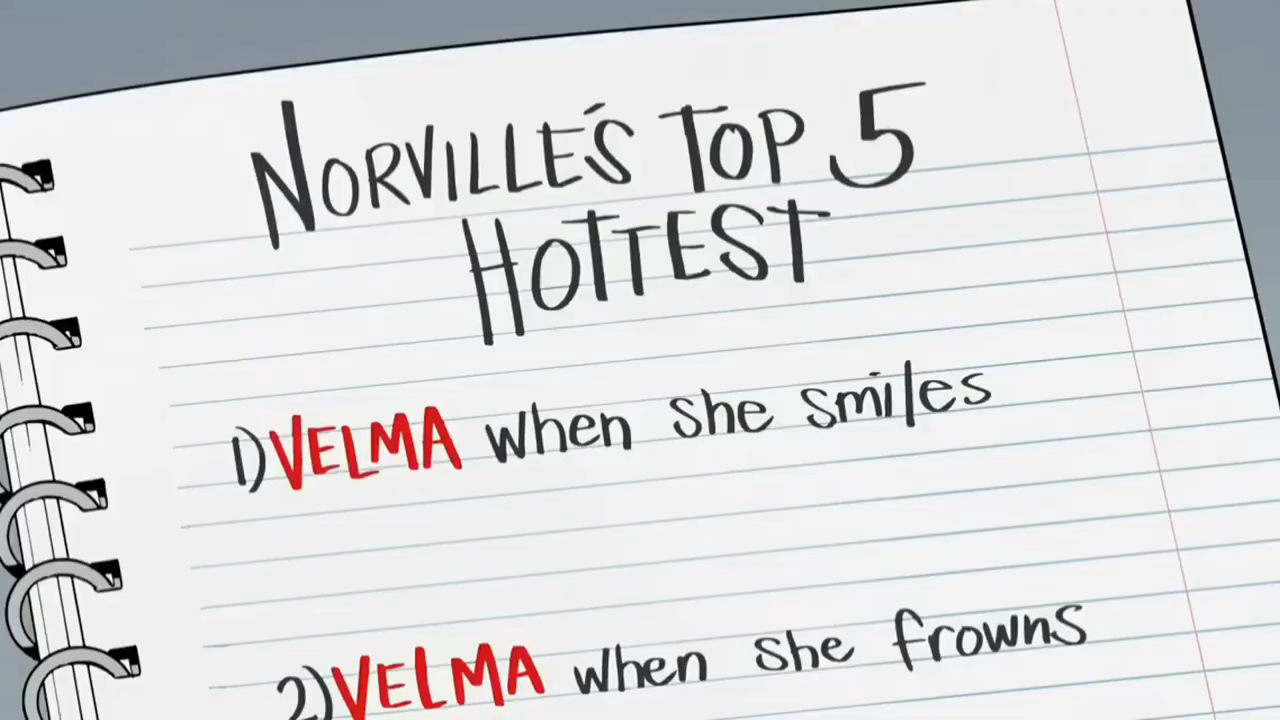 NORVILLE'S TOP 5
HOTTEST
1) VELMA when she smiles
2) VELMA when she frowns